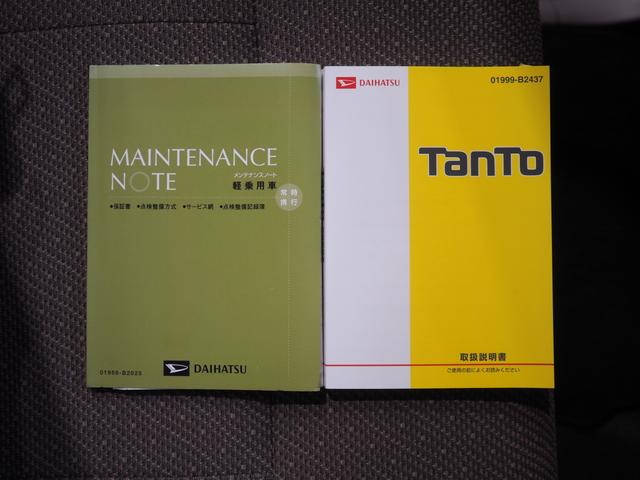 MAINTENANCE
NOTE
メンテナンスノート
軽乗用車
常時
携行
●保証書 ●点検整備方式 ●サービス網 ●点検整備記録簿
01999-B2025
DAIHATSU
DAIHATSU
01999-B2437
TanTo
取扱説明書
ご使用の前によくお読みください